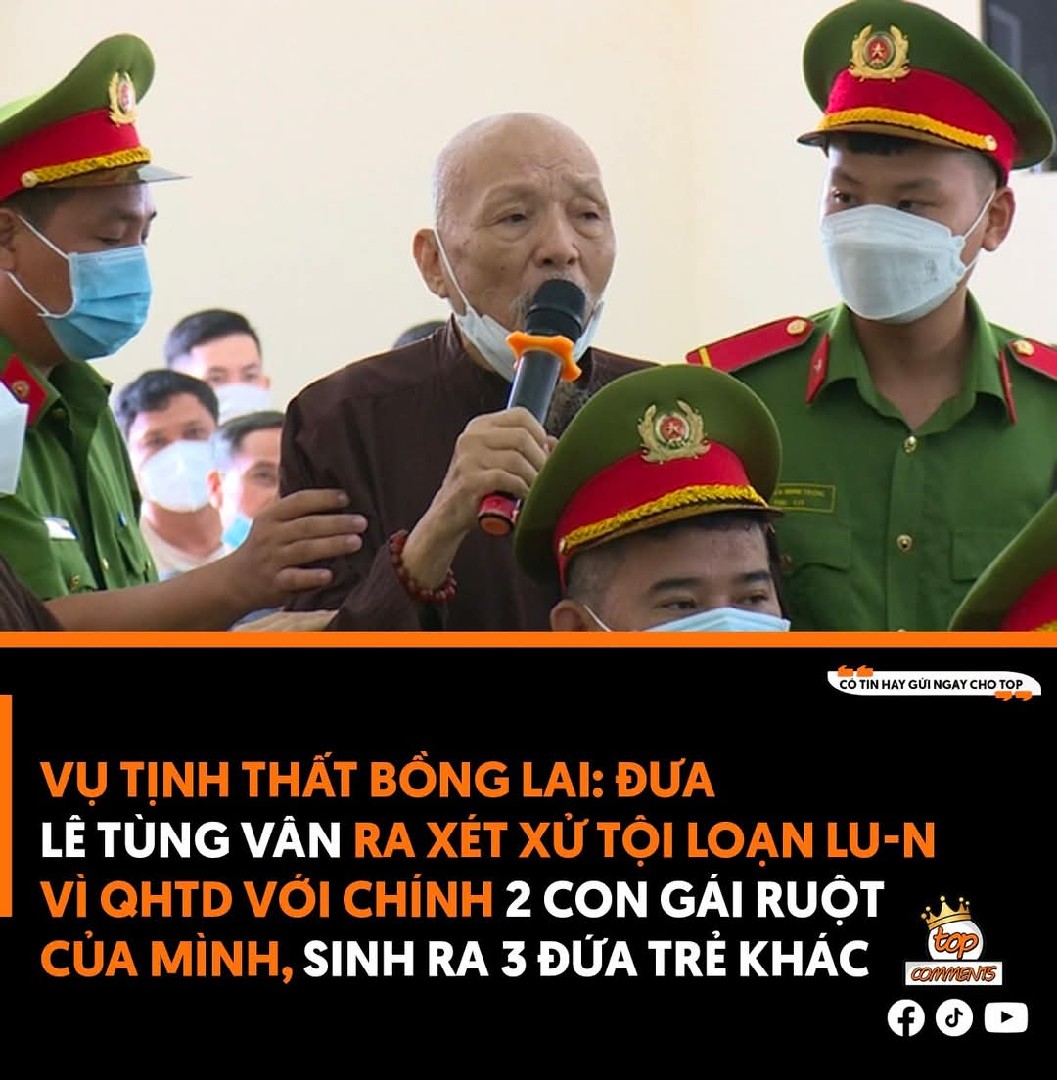 CÓ TIN HAY GỬI NGAY CHO TOP
VỤ TỊNH THẤT BỒNG LAI: ĐƯA
LÊ TÙNG VÂN RA XÉT XỬ TỘI LOẠN LU-N
VÌ QHTD VỚI CHÍNH 2 CON GÁI RUỘT
CỦA MÌNH, SINH RA 3 ĐỨA TRẺ KHÁC
top
COMMENTS